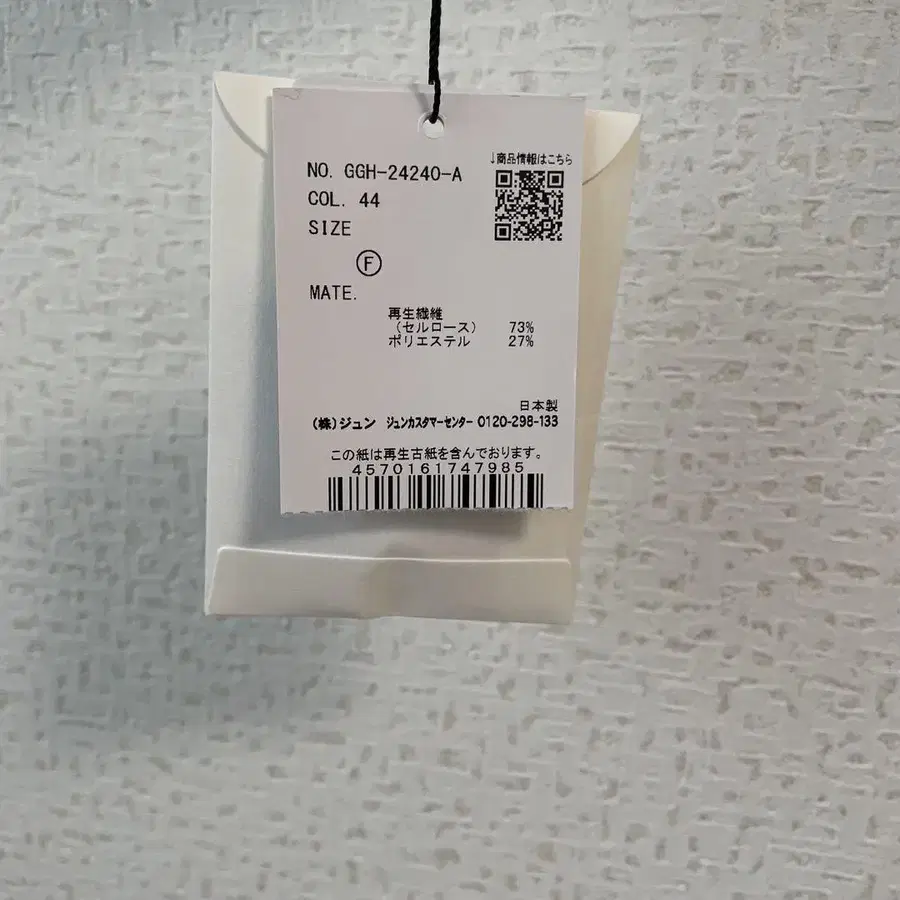 ↓商品情報はこちら
NO. GGH-24240-A
COL. 44
SIZE
F
MATE.
再生繊維
(セルロース) 73%
ポリエステル 27%
日本製
(株)ジュン ジュンカスタマーセンター 0120-298-133
この紙は再生古紙を含んでおります。
4570161747985